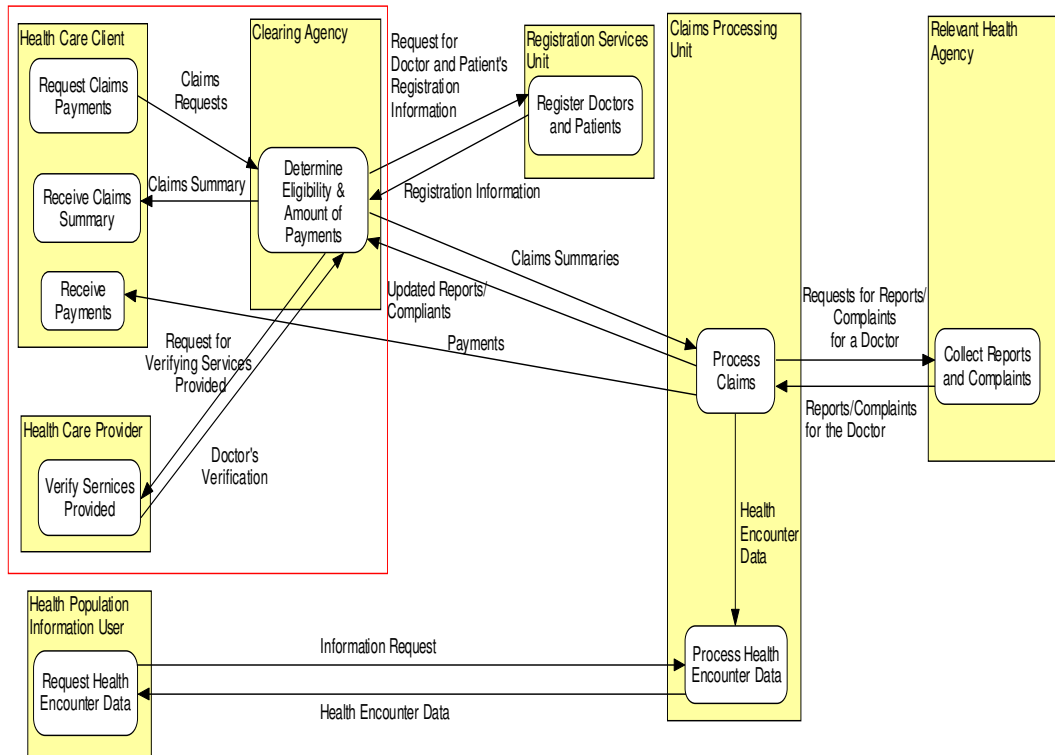 Health Care Client
Request Claims
Payments
Receive Claims
Summary
Receive
Payments
Claims
Requests
Claims Summary
Clearing Agency
Determine
Eligibility &
Amount of
Payments
Request for
Doctor and Patient's
Registration
Information
Registration Information
Registration Services
Unit
Register Doctors
and Patients
Claims Processing
Unit
Claims Summaries
Updated Reports/
Compliants
Payments
Process
Claims
Requests for Reports/
Complaints
for a Doctor
Reports/Complaints
for the Doctor
Relevant Health
Agency
Collect Reports
and Complaints
Request for
Verifying Services
Provided
Doctor's
Verification
Health Care Provider
Verify Sernices
Provided
Health
Encounter
Data
Health Population
Information User
Request Health
Encounter Data
Information Request
Health Encounter Data
Process Health
Encounter Data